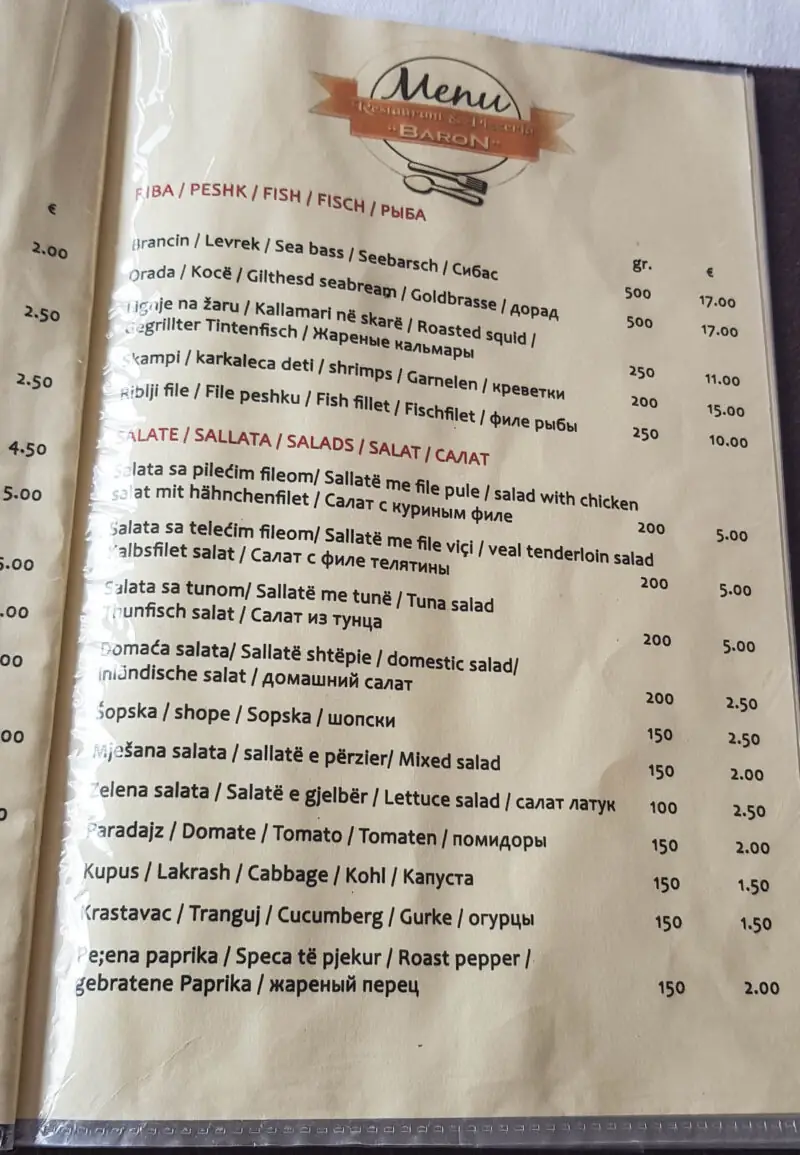 Menu
Restaurant & Pizzeria
"BARON"
€
2.00
2.50
2.50
4.50
5.00
5.00
.00
00
00
RIBA / PESHK / FISH / FISCH / РЫБА
gr. €
Brancin / Levrek / Sea bass / Seebarsch / Сибас 500 17.00
Orada / Kocë / Gilthesd seabream / Goldbrasse / дорад 500 17.00
Lignje na žaru / Kallamari në skarë / Roasted squid /
Gegrillter Tintenfisch / Жареные кальмары 250 11.00
Skampi / karkaleca deti / shrimps / Garnelen / креветки 200 15.00
Riblji file / File peshku / Fish fillet / Fischfilet / филе рыбы 250 10.00
SALATE / SALLATA / SALADS / SALAT / САЛАТ
Salata sa pilećim fileom/ Sallatë me file pule / salad with chicken
salat mit hähnchenfilet / Салат с куриным филе 200 5.00
Salata sa telećim fileom/ Sallatë me file viçi / veal tenderloin salad
Kalbsfilet salat / Салат с филе телятины 200 5.00
Salata sa tunom/ Sallatë me tunë / Tuna salad
Thunfisch salat / Салат из тунца 200 5.00
Domaća salata/ Sallatë shtëpie / domestic salad/
inländische salat / домашний салат 200 2.50
Šopska / shope / Sopska / шопски 150 2.50
Mješana salata / sallatë e përzier/ Mixed salad 150 2.00
Zelena salata / Salatë e gjelbër / Lettuce salad / салат латук 100 2.50
Paradajz / Domate / Tomato / Tomaten / помидоры 150 2.00
Kupus / Lakrash / Cabbage / Kohl / Капуста 150 1.50
Krastavac / Tranguj / Cucumberg / Gurke / огурцы 150 1.50
Pe;ena paprika / Speca të pjekur / Roast pepper /
gebratene Paprika / жареный перец 150 2.00